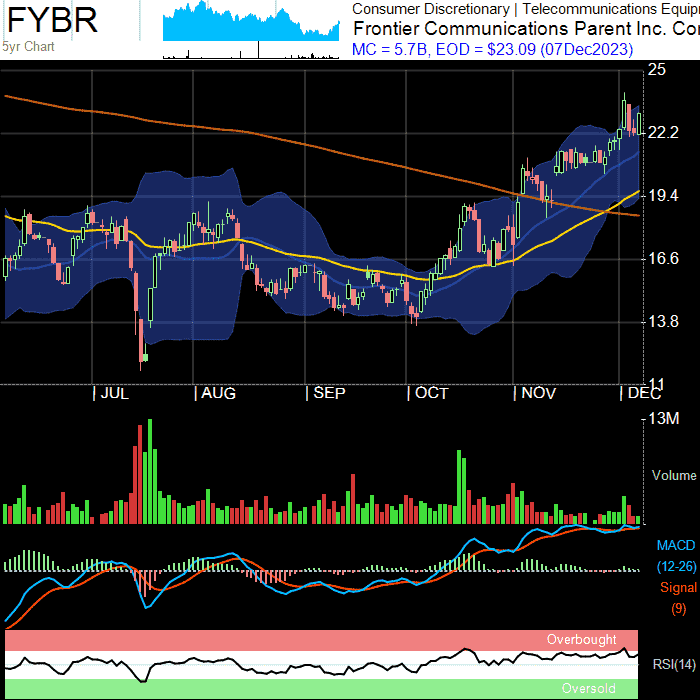 FYBR
5yr Chart
Consumer Discretionary | Telecommunications Equip
Frontier Communications Parent Inc. Cor
MC = 5.7B, EOD = $23.09 (07Dec2023)
25
22.2
19.4
16.6
13.8
11
| JUL | AUG | SEP | OCT | NOV | DEC
13M
Volume
MACD
(12-26)
Signal
(9)
Overbought
RSI(14)
Oversold